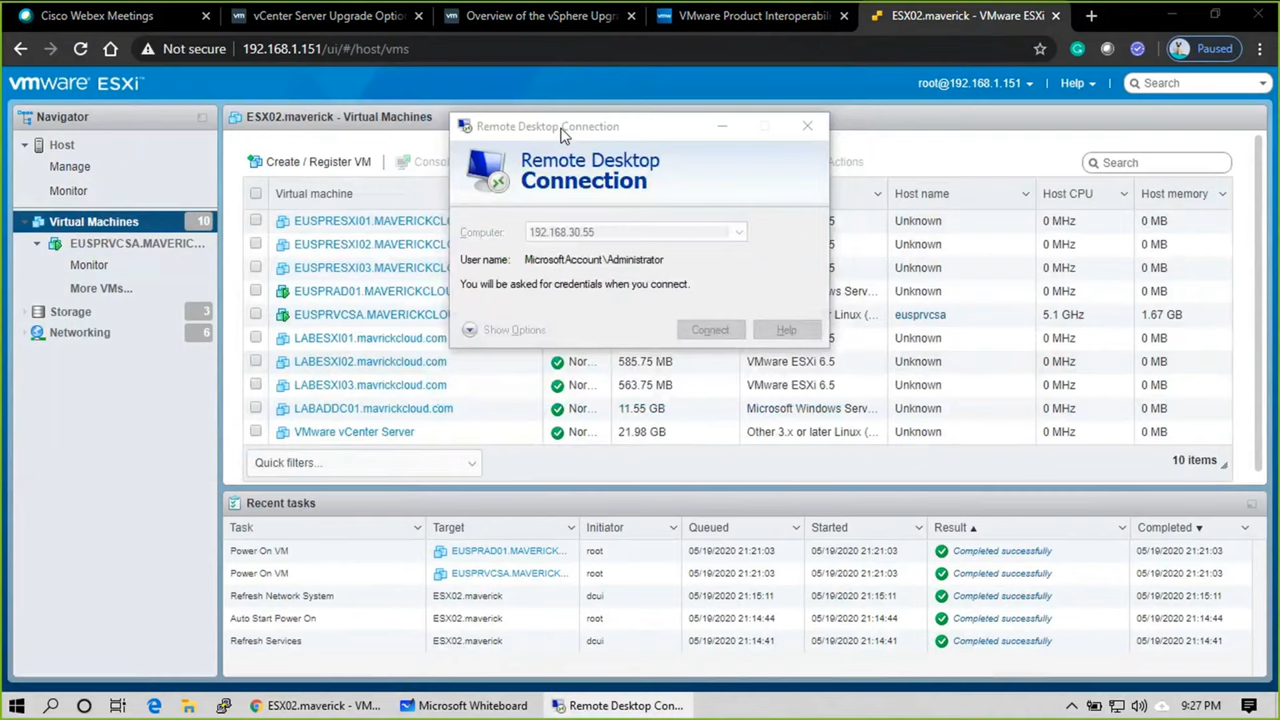 Cisco Webex Meetings
vCenter Server Upgrade Optio
Overview of the vSphere Upgr
VMware Product Interoperabili
ESX02.maverick - VMware ESXi
Not secure
192.168.1.151/ui/#/host/vms
Paused
vmware ESXi™
root@192.168.1.151
Help
Search
Navigator
ESX02.maverick - Virtual Machines
Host
Manage
Monitor
Virtual Machines
10
EUSPRVCSA.MAVERIC...
Monitor
More VMs...
Storage
3
Networking
6
Create / Register VM
Conso
Actions
Search
Virtual machine
Host name
Host CPU
Host memory
EUSPRESXI01.MAVERICKCL
Unknown
0 MHz
0 MB
EUSPRESXI02.MAVERICKCL
Unknown
0 MHz
0 MB
EUSPRESXI03.MAVERICKCL
Unknown
0 MHz
0 MB
EUSPRAD01.MAVERICKCLOU
s Serv...
Unknown
0 MHz
0 MB
EUSPRVCSA.MAVERICKCLO
r Linux (...
eusprvcsa
5.1 GHz
1.67 GB
LABESXI01.mavrickcloud.com
5
Unknown
0 MHz
0 MB
LABESXI02.mavrickcloud.com
Nor...
585.75 MB
VMware ESXi 6.5
Unknown
0 MHz
0 MB
LABESXI03.mavrickcloud.com
Nor...
563.75 MB
VMware ESXi 6.5
Unknown
0 MHz
0 MB
LABADDC01.mavrickcloud.com
Nor...
11.55 GB
Microsoft Windows Serv...
Unknown
0 MHz
0 MB
VMware vCenter Server
Nor...
21.98 GB
Other 3.x or later Linux (...
Unknown
0 MHz
0 MB
Quick filters...
10 items
Remote Desktop Connection
Remote Desktop
Connection
Computer:
192.168.30.55
User name:
MicrosoftAccount\Administrator
You will be asked for credentials when you connect.
Show Options
Connect
Help
Recent tasks
Task
Target
Initiator
Queued
Started
Result
Completed
Power On VM
EUSPRAD01.MAVERICK...
root
05/19/2020 21:21:03
05/19/2020 21:21:03
Completed successfully
05/19/2020 21:21:03
Power On VM
EUSPRVCSA.MAVERICK...
root
05/19/2020 21:21:03
05/19/2020 21:21:03
Completed successfully
05/19/2020 21:21:03
Refresh Network System
ESX02.maverick
dcui
05/19/2020 21:15:11
05/19/2020 21:15:11
Completed successfully
05/19/2020 21:15:11
Auto Start Power On
ESX02.maverick
root
05/19/2020 21:14:44
05/19/2020 21:14:44
Completed successfully
05/19/2020 21:14:44
Refresh Services
ESX02.maverick
dcui
05/19/2020 21:14:41
05/19/2020 21:14:41
Completed successfully
05/19/2020 21:14:41
ESX02.maverick - VM...
Microsoft Whiteboard
Remote Desktop Con...
9:27 PM